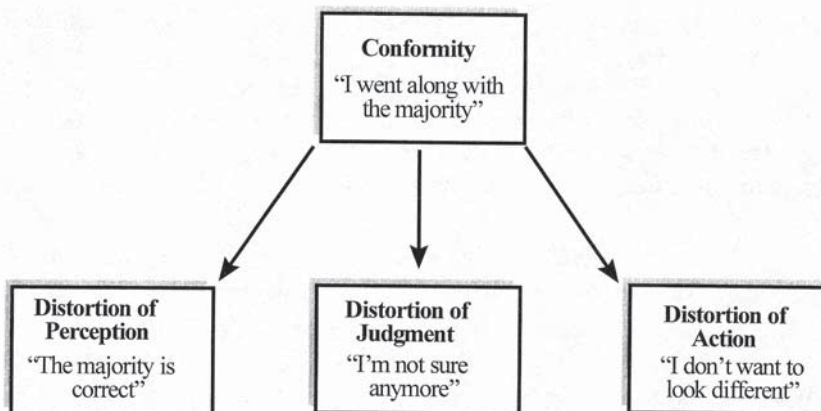 Conformity
“I went along with
the majority”
Distortion of
Perception
“The majority is
correct”
Distortion of
Judgment
“I’m not sure
anymore”
Distortion of
Action
“I don’t want to
look different”